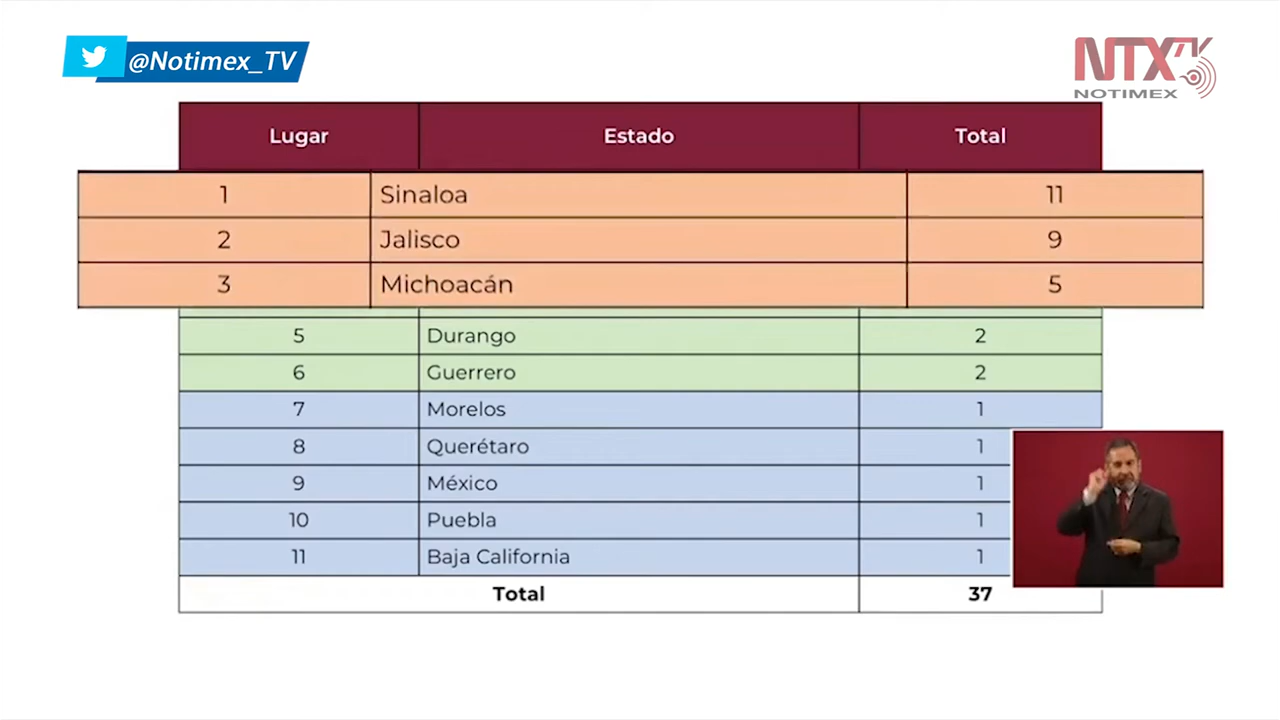 @Notimex_TV
NTX TV
NOTIMEX
Lugar Estado Total
1 Sinaloa 11
2 Jalisco 9
3 Michoacán 5
5 Durango 2
6 Guerrero 2
7 Morelos 1
8 Querétaro 1
9 México 1
10 Puebla 1
11 Baja California 1
Total 37